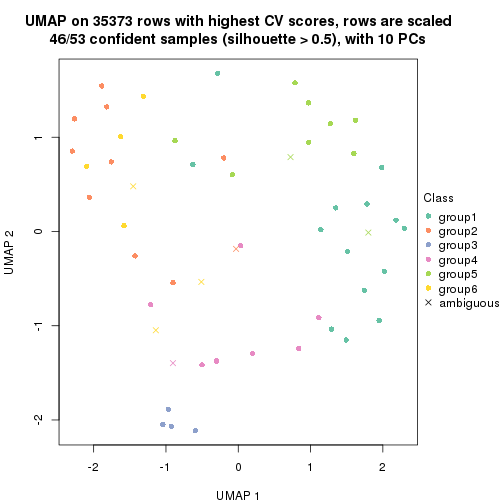 UMAP on 35373 rows with highest CV scores, rows are scaled
46/53 confident samples (silhouette > 0.5), with 10 PCs
1
0
-1
-2
UMAP 2
-2
-1
0
1
2
UMAP 1
Class
group1
group2
group3
group4
group5
group6
ambiguous